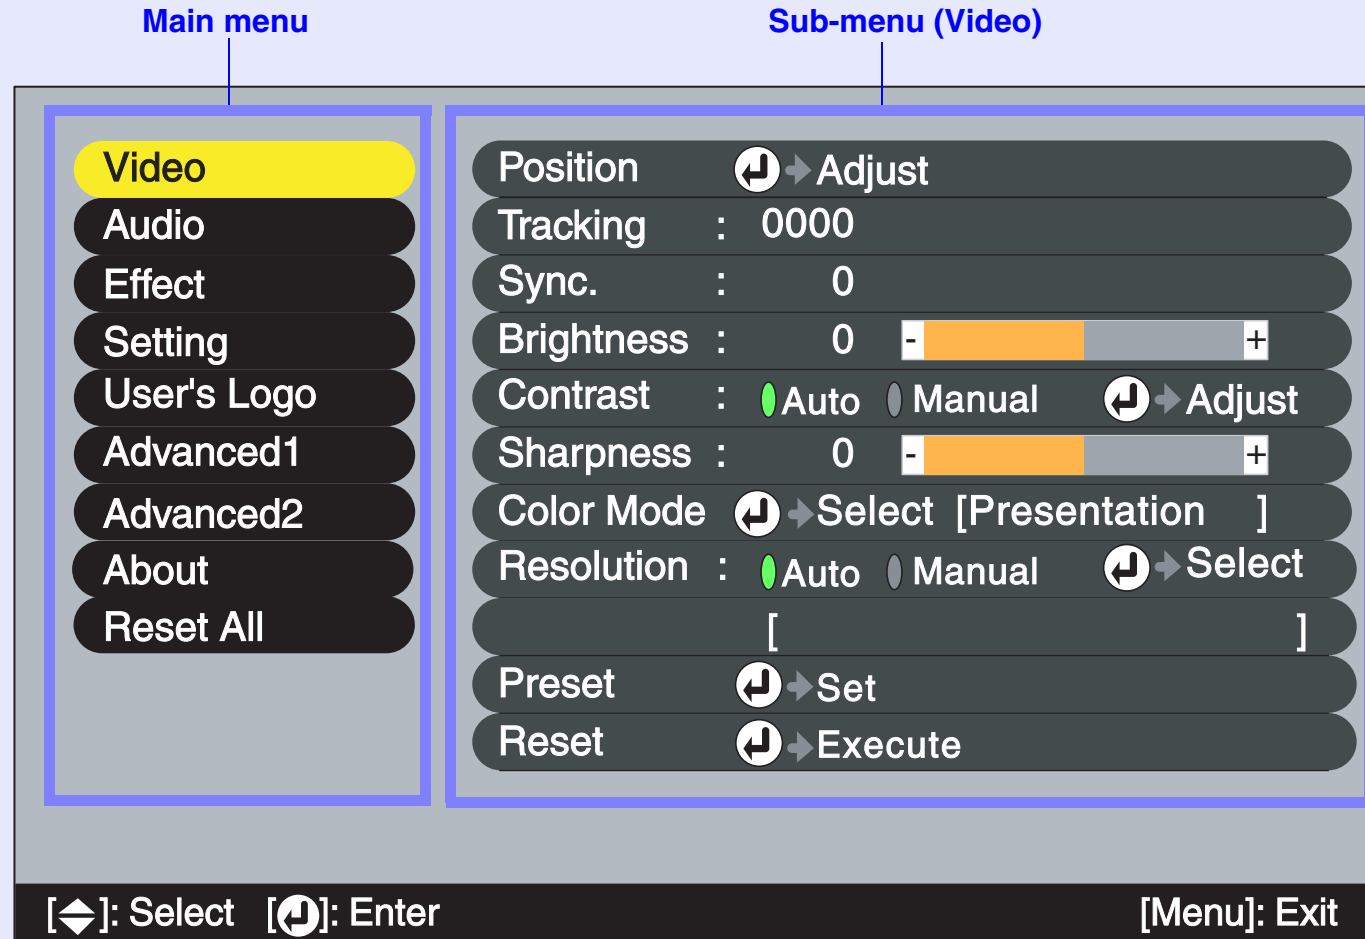 Main menu
Sub-menu (Video)
Video
Audio
Effect
Setting
User's Logo
Advanced1
Advanced2
About
Reset All
Position Adjust
Tracking : 0000
Sync. : 0
Brightness : 0 - +
Contrast : Auto Manual Adjust
Sharpness : 0 - +
Color Mode Select [Presentation ]
Resolution : Auto Manual Select
[ ]
Preset Set
Reset Execute
[ ]: Select [ ]: Enter [Menu]: Exit